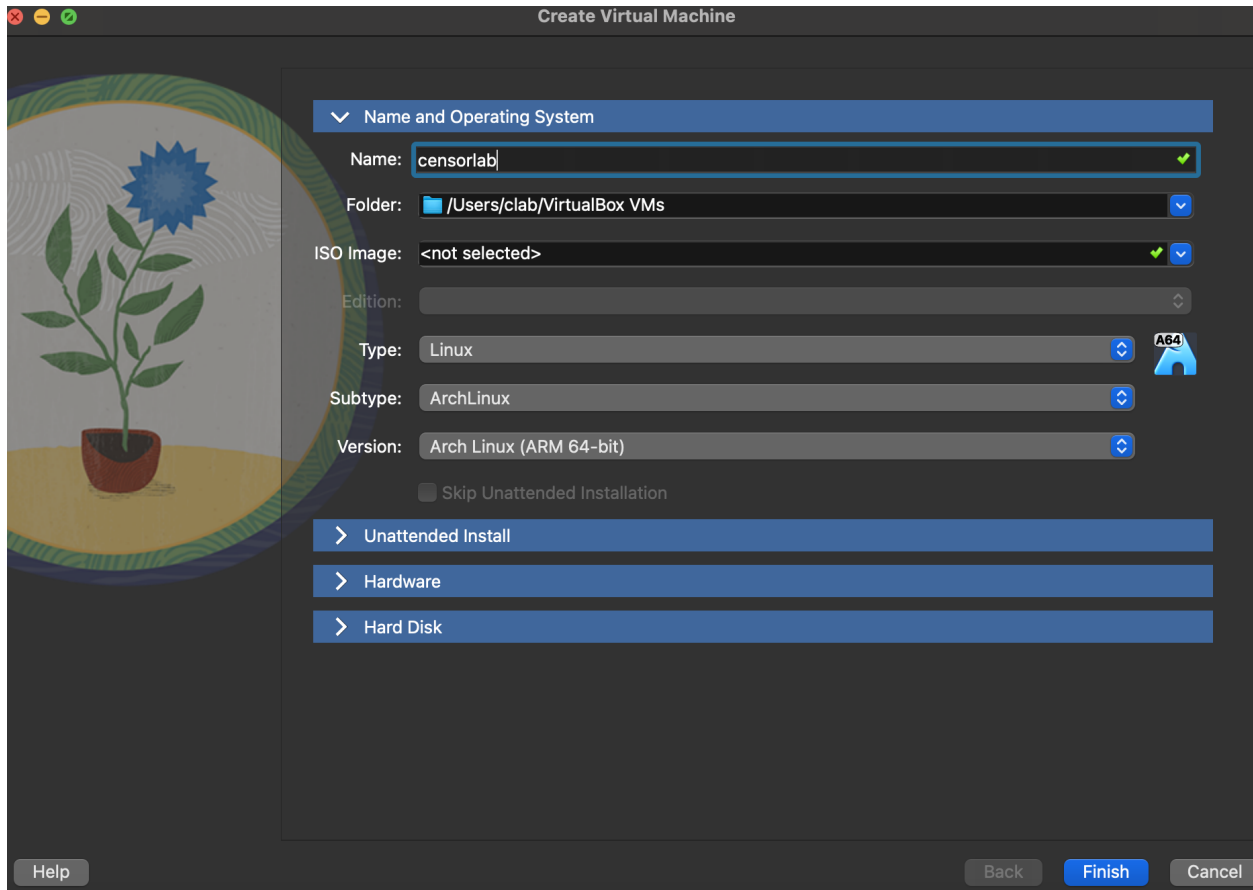 Create Virtual Machine
Name and Operating System
Name: censorlab
Folder: /Users/clab/VirtualBox VMs
ISO Image: <not selected>
Edition:
Type: Linux
A64
Subtype: ArchLinux
Version: Arch Linux (ARM 64-bit)
Skip Unattended Installation
Unattended Install
Hardware
Hard Disk
Help Back Finish Cancel